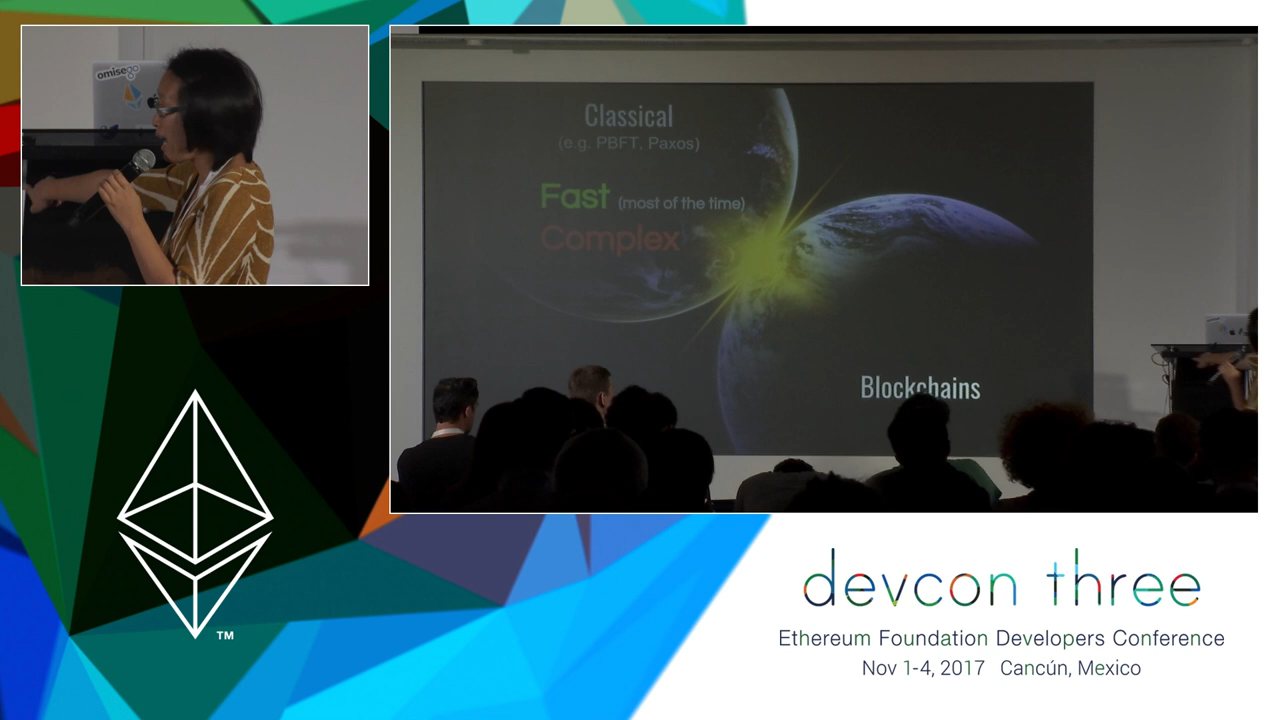 omisego
Classical
(e.g. PBFT, Paxos)
Fast (most of the time)
Complex
Blockchains
TM
devcon three
Ethereum Foundation Developers Conference
Nov 1-4, 2017 Cancún, Mexico